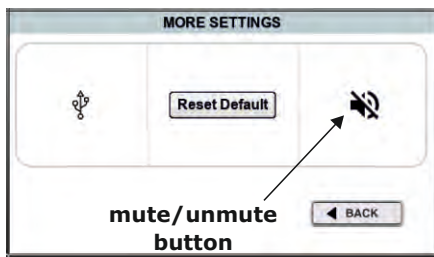 MORE SETTINGS
Reset Default
mute/unmute
button
BACK